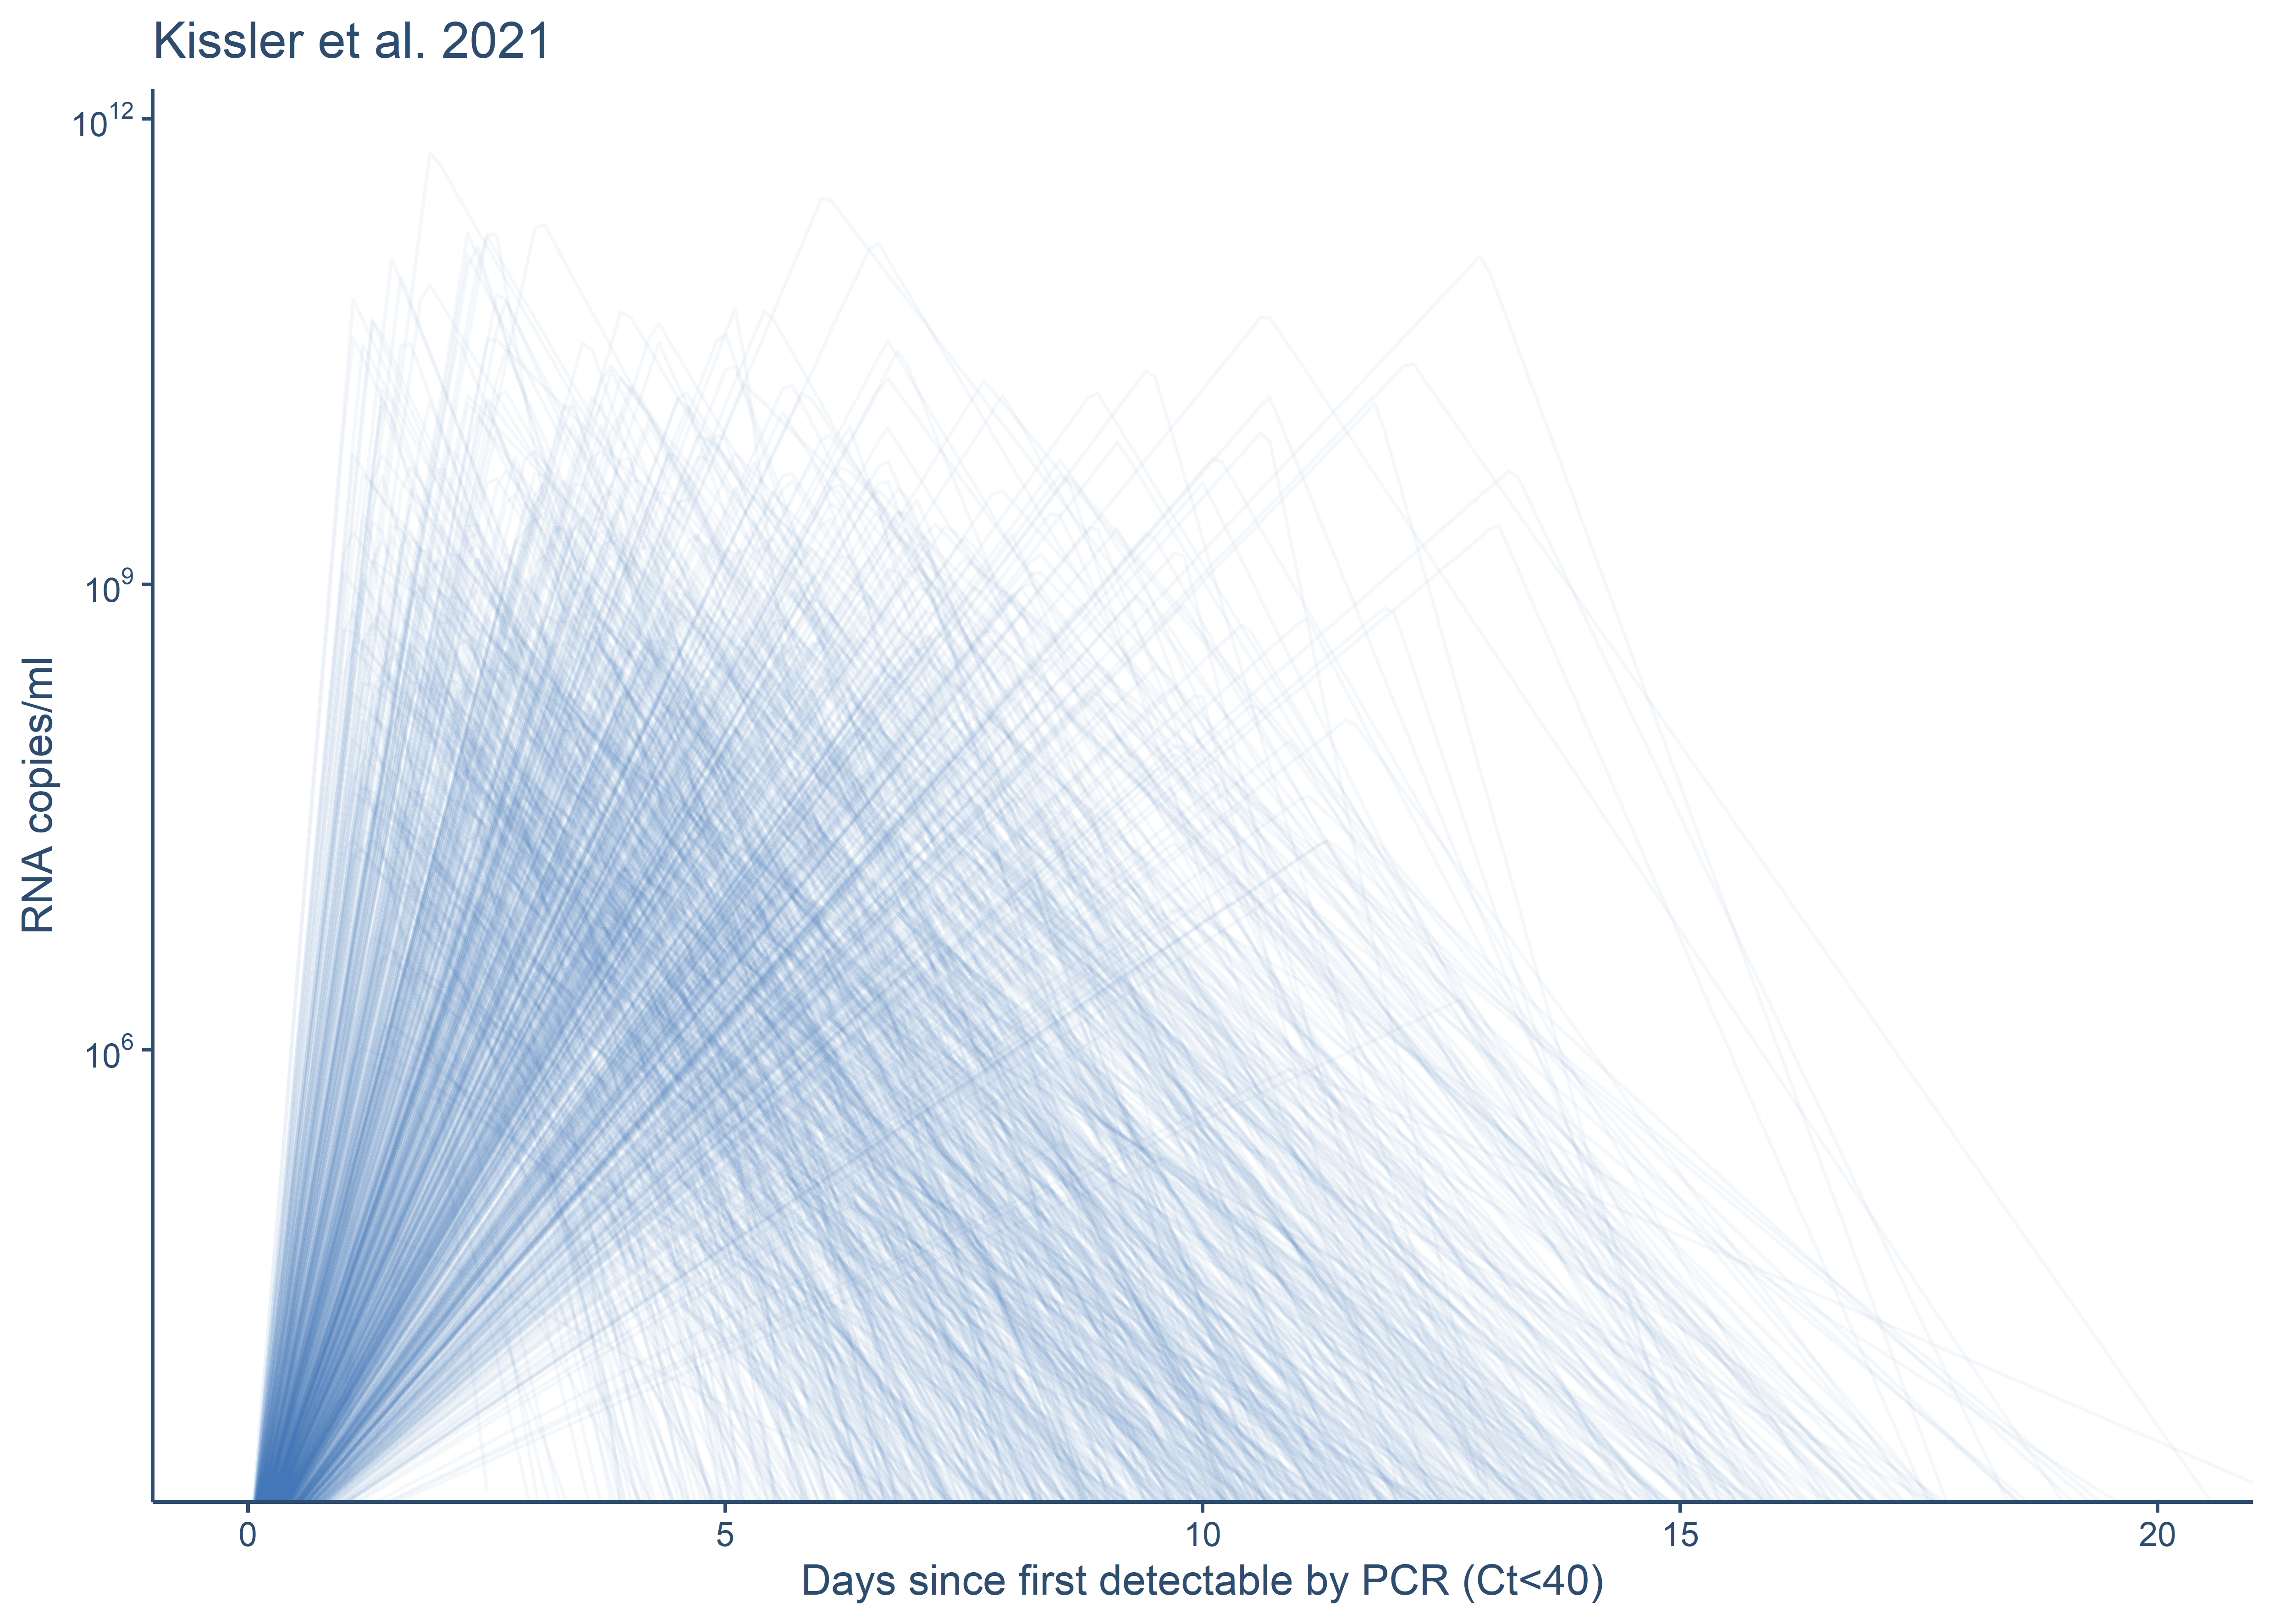 Kissler et al. 2021
10^12
10^9
10^6
RNA copies/ml
0 5 10 15 20
Days since first detectable by PCR (Ct<40)